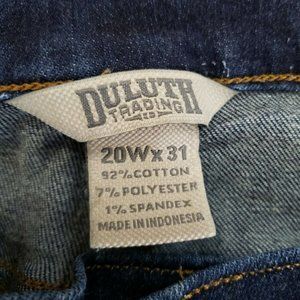 DULUTH
TRADING
CO
20W x 31
92% COTTON
7% POLYESTER
1% SPANDEX
MADE IN INDONESIA